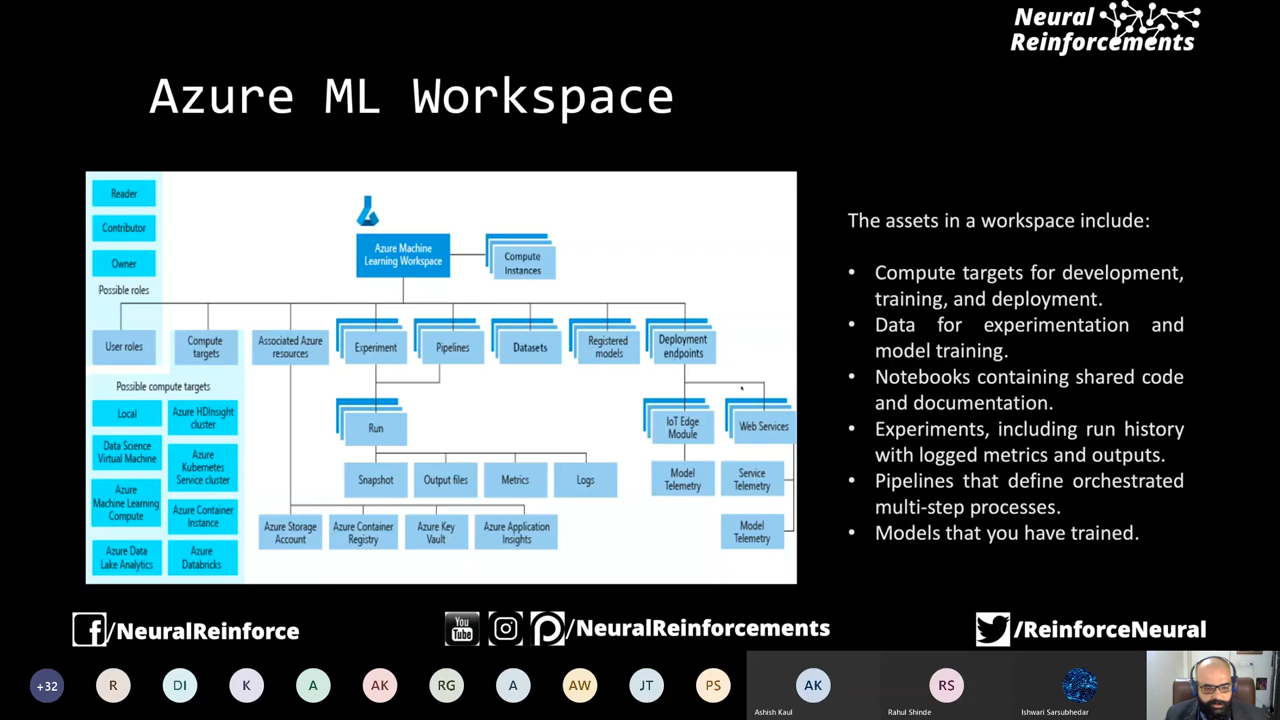 Neural
Reinforcements
Azure ML Workspace
Reader
Contributor
Owner
Possible roles
User roles
Compute
targets
Possible compute targets
Local
Azure HDInsight
cluster
Data Science
Virtual Machine
Azure
Kubernetes
Service cluster
Azure
Machine Learning
Compute
Azure Container
Instance
Azure Data
Lake Analytics
Azure
Databricks
Azure Machine
Learning Workspace
Compute
Instances
Associated Azure
resources
Experiment
Pipelines
Datasets
Registered
models
Deployment
endpoints
Run
IoT Edge
Module
Web Services
Snapshot
Output files
Metrics
Logs
Model
Telemetry
Service
Telemetry
Azure Storage
Account
Azure Container
Registry
Azure Key
Vault
Azure Application
Insights
Model
Telemetry
The assets in a workspace include:
• Compute targets for development,
training, and deployment.
• Data for experimentation and
model training.
• Notebooks containing shared code
and documentation.
• Experiments, including run history
with logged metrics and outputs.
• Pipelines that define orchestrated
multi-step processes.
• Models that you have trained.
/NeuralReinforce
You
Tube
/NeuralReinforcements
/ReinforceNeural
+32
R
DI
K
A
AK
RG
A
AW
JT
PS
AK
Ashish Kaul
RS
Rahul Shinde
Ishwari Sarsubhedar